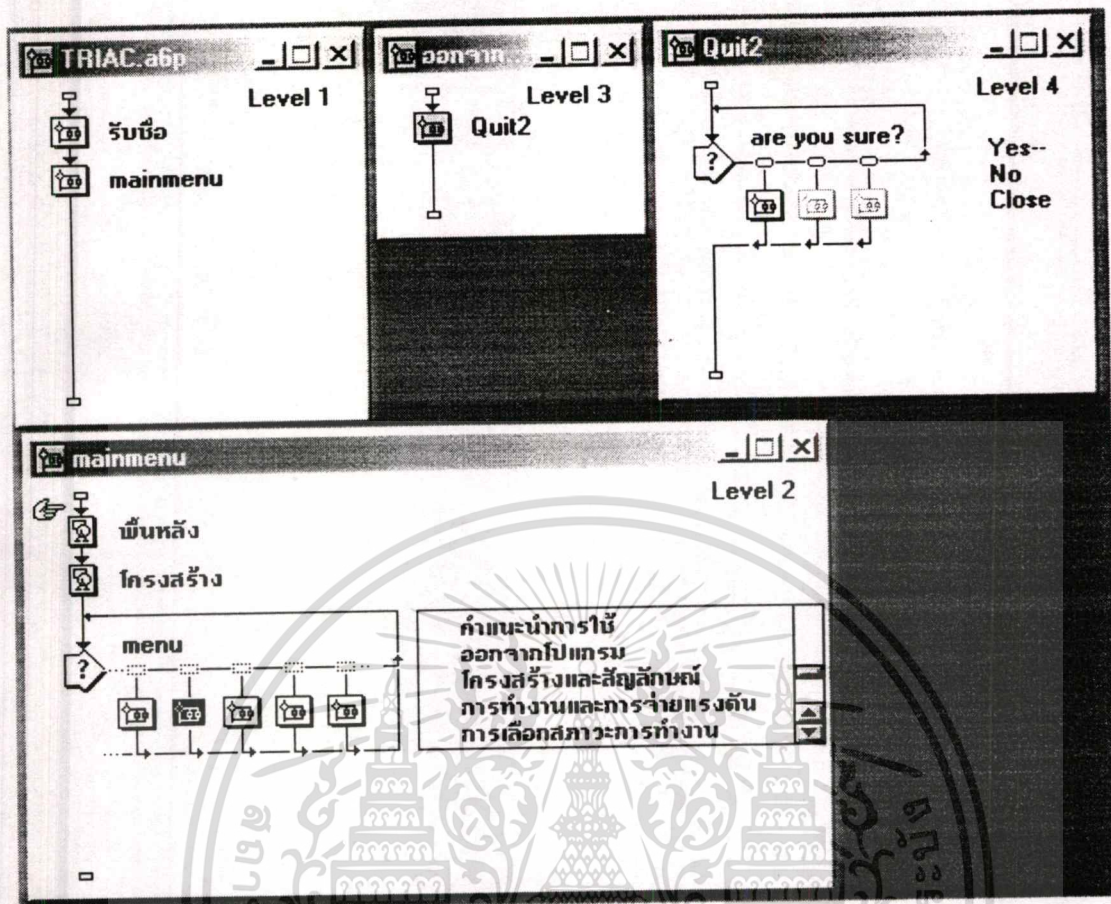 TRIAC.a6p
Level 1
รับชื่อ
mainmenu
ออกจาก
Level 3
Quit2
Quit2
Level 4
are you sure?
?
Yes--
No
Close
mainmenu
Level 2
พื้นหลัง
โครงสร้าง
menu
?
คำแนะนำการใช้
ออกจากโปแกรม
โครงสร้างและสัญลักษณ์
การทำงานและการจ่ายแรงดัน
การเลือกสภาวะการทำงาน